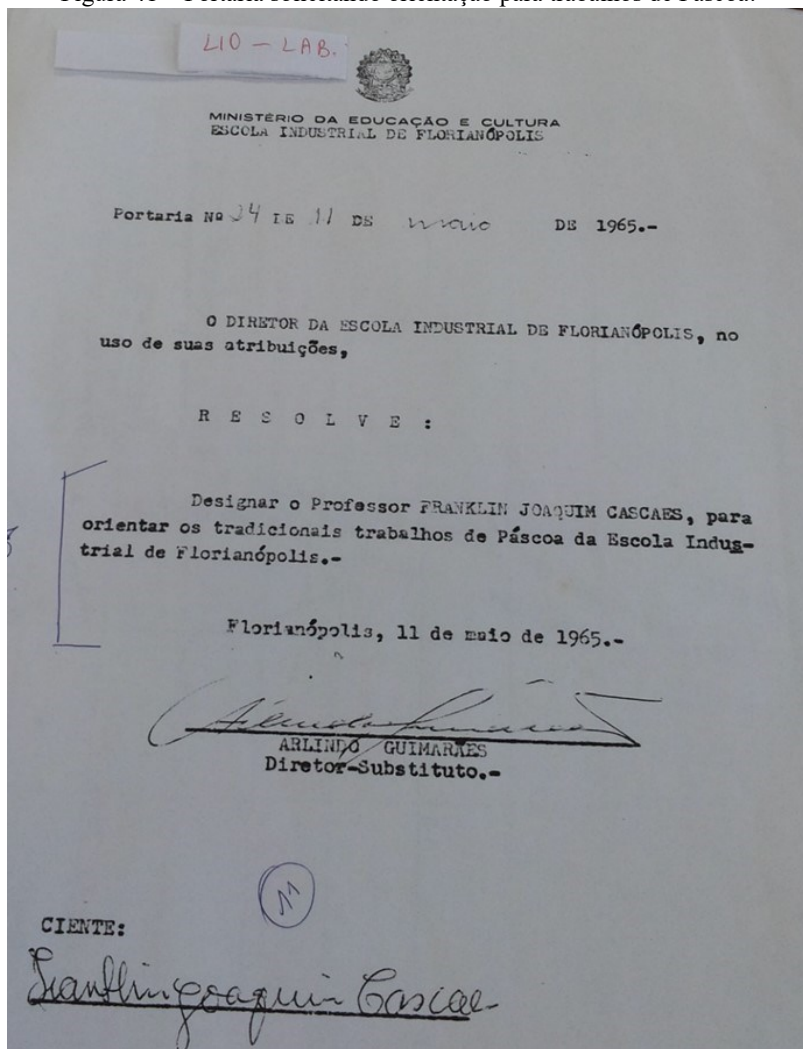 LIO - LAB.
MINISTÉRIO DA EDUCAÇÃO E CULTURA
ESCOLA INDUSTRIAL DE FLORIANÓPOLIS
Portaria Nº 34 DE 11 DE maio DE 1965.-
O DIRETOR DA ESCOLA INDUSTRIAL DE FLORIANÓPOLIS, no
uso de suas atribuições,
R E S O L V E :
Designar o Professor FRANKLIN JOAQUIM CASCAES, para
orientar os tradicionais trabalhos de Páscoa da Escola Indus-
trial de Florianópolis.-
Florianópolis, 11 de maio de 1965.-
ARLINDO GUIMARÃES
Diretor-Substituto.-
11
CIENTE:
Franklin Joaquim Cascae